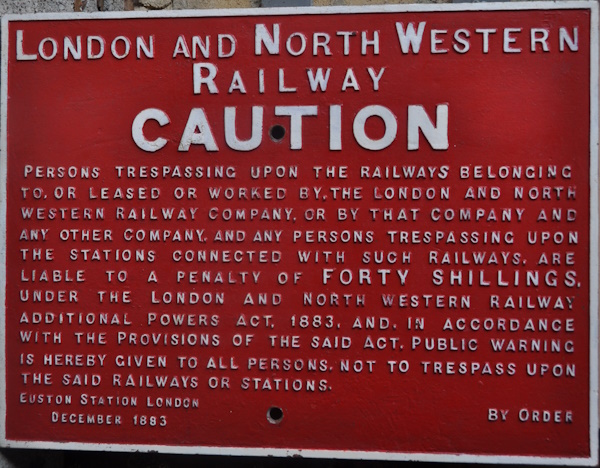 LONDON AND NORTH WESTERN
RAILWAY
CAUTION
PERSONS TRESPASSING UPON THE RAILWAYS BELONGING
TO, OR LEASED OR WORKED BY, THE LONDON AND NORTH
WESTERN RAILWAY COMPANY, OR BY THAT COMPANY AND
ANY OTHER COMPANY, AND ANY PERSONS TRESPASSING UPON
THE STATIONS CONNECTED WITH SUCH RAILWAYS, ARE
LIABLE TO A PENALTY OF FORTY SHILLINGS,
UNDER THE LONDON AND NORTH WESTERN RAILWAY
ADDITIONAL POWERS ACT, 1883, AND, IN ACCORDANCE
WITH THE PROVISIONS OF THE SAID ACT, PUBLIC WARNING
IS HEREBY GIVEN TO ALL PERSONS, NOT TO TRESPASS UPON
THE SAID RAILWAYS OR STATIONS.
EUSTON STATION LONDON
DECEMBER 1883
BY ORDER